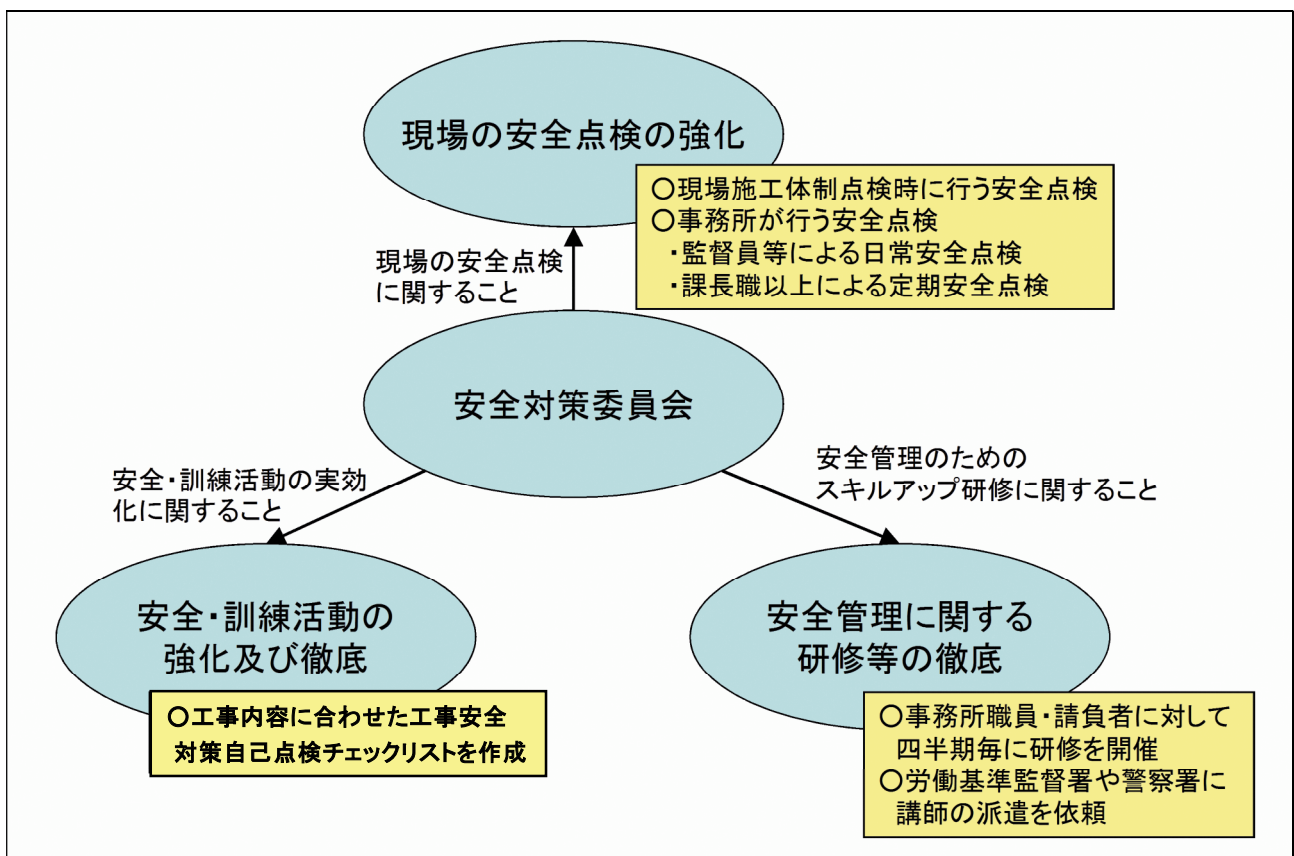 現場の安全点検の強化
〇現場施工体制点検時に行う安全点検
〇事務所が行う安全点検
・監督員等による日常安全点検
・課長職以上による定期安全点検
現場の安全点検
に関すること
安全対策委員会
安全・訓練活動の実効
化に関すること
安全管理のための
スキルアップ研修に関すること
安全・訓練活動の
強化及び徹底
〇工事内容に合わせた工事安全
対策自己点検チェックリストを作成
安全管理に関する
研修等の徹底
〇事務所職員・請負者に対して
四半期毎に研修を開催
〇労働基準監督署や警察署に
講師の派遣を依頼